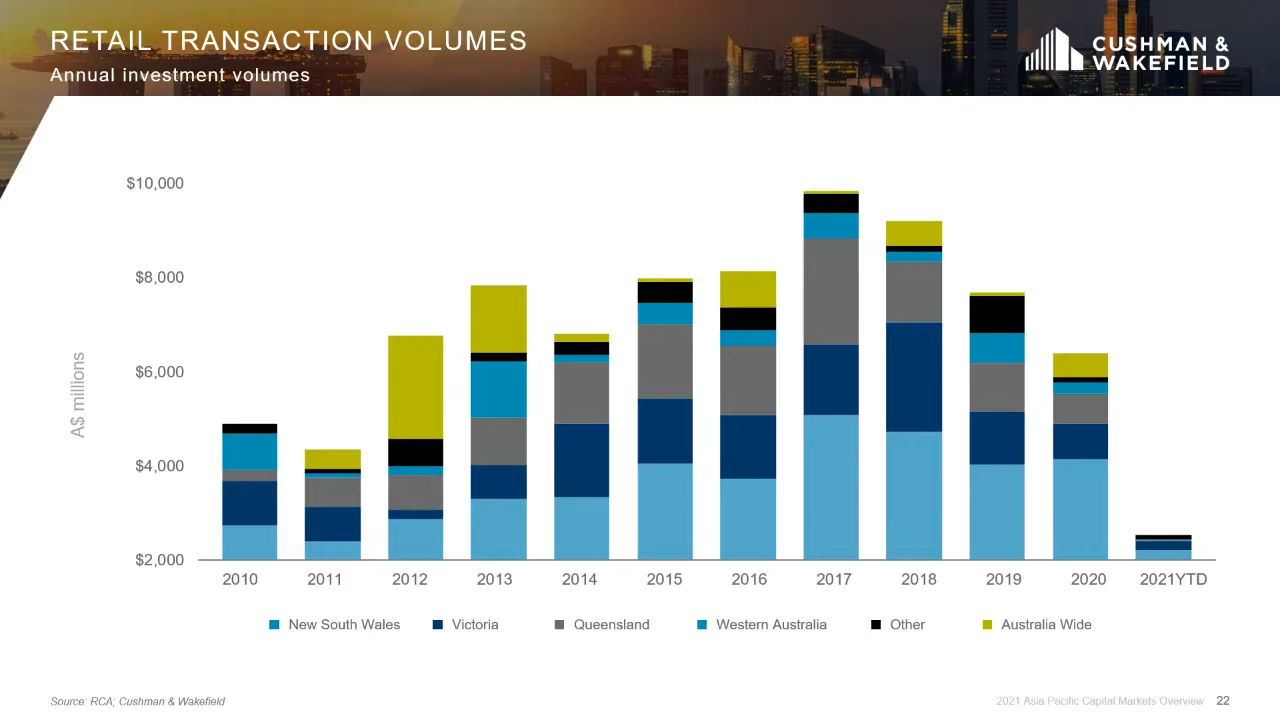 RETAIL TRANSACTION VOLUMES
Annual investment volumes
CUSHMAN &
WAKEFIELD
$10,000
$8,000
$6,000
$4,000
$2,000
A$ millions
2010 2011 2012 2013 2014 2015 2016 2017 2018 2019 2020 2021YTD
New South Wales Victoria Queensland Western Australia Other Australia Wide
Source: RCA; Cushman & Wakefield
2021 Asia Pacific Capital Markets Overview 22